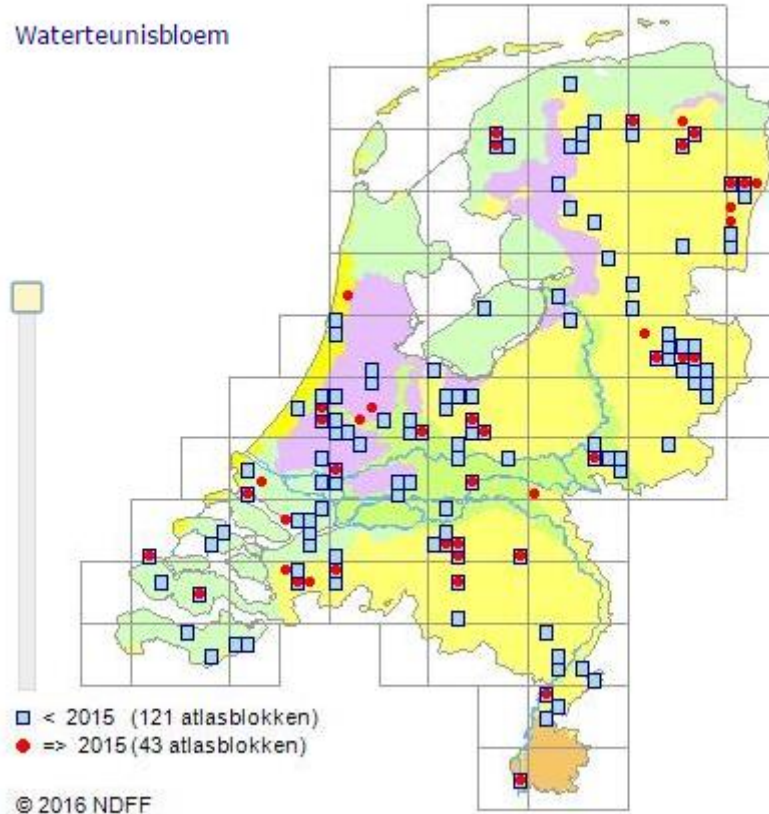 Waterteunisbloem
< 2015 (121 atlasblokken)
=> 2015 (43 atlasblokken)
© 2016 NDFF